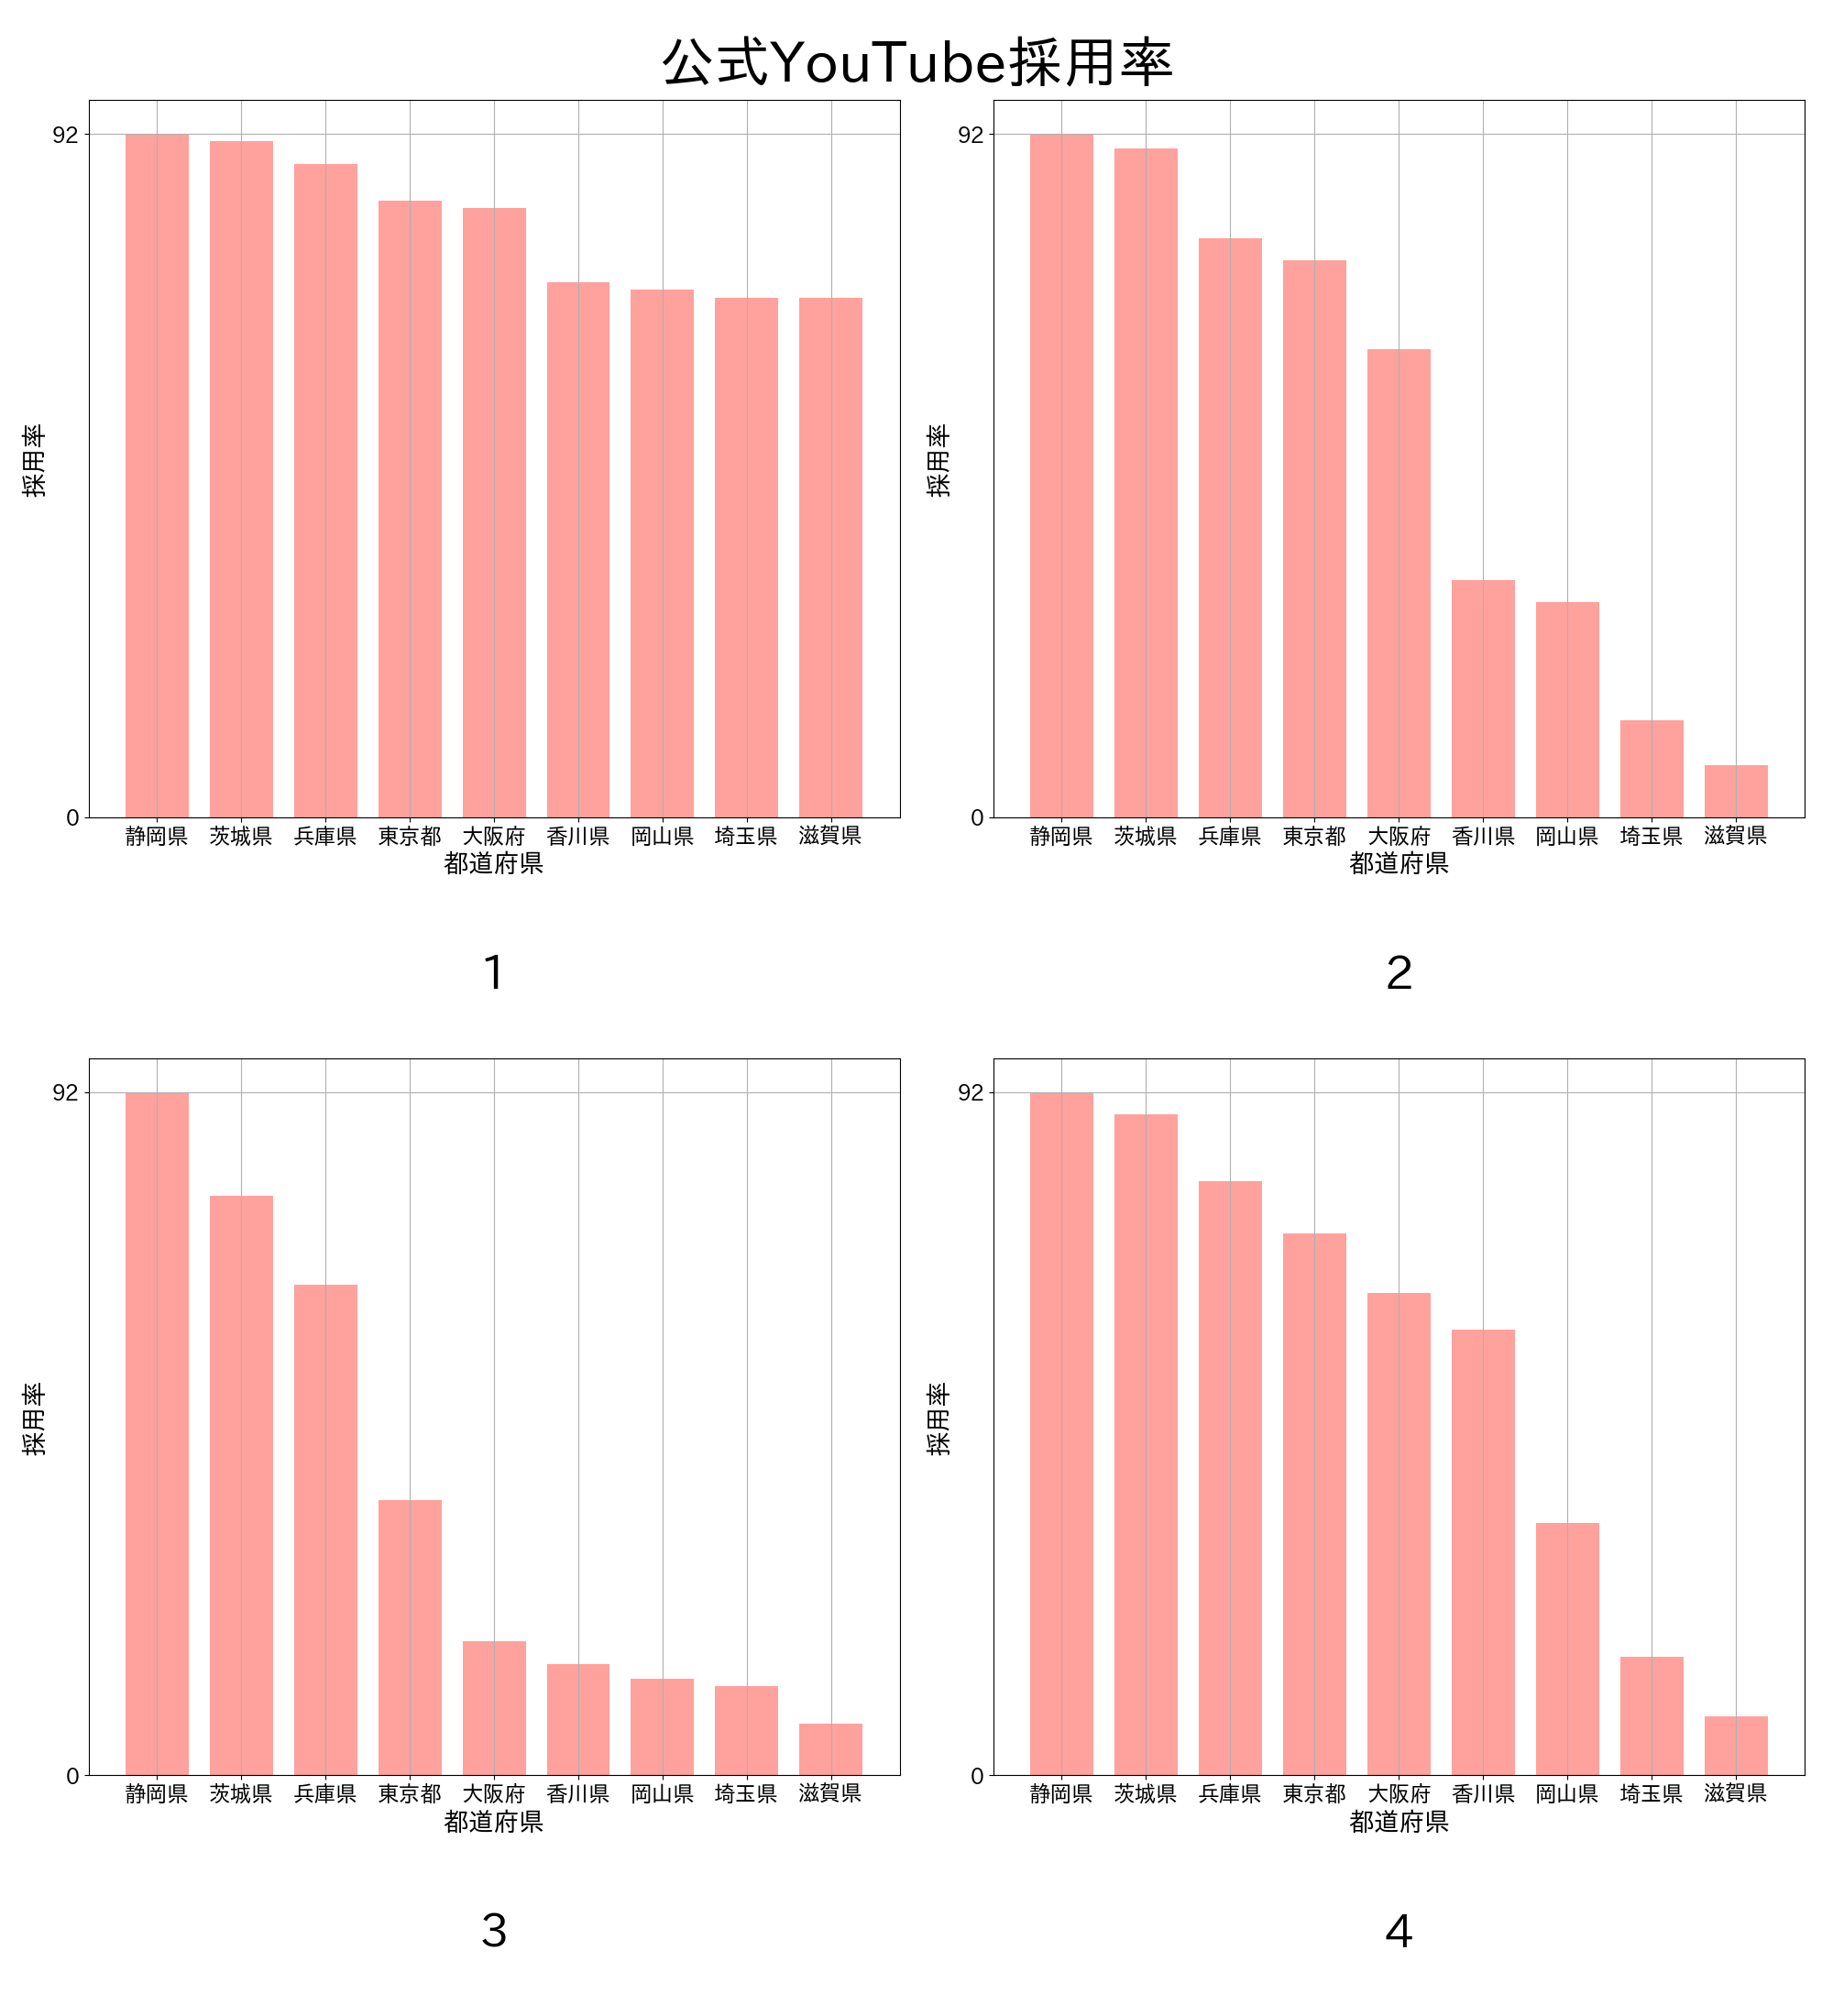 公式YouTube採用率
92
0
採用率
静岡県 茨城県 兵庫県 東京都 大阪府 香川県 岡山県 埼玉県 滋賀県
都道府県
1
92
0
採用率
静岡県 茨城県 兵庫県 東京都 大阪府 香川県 岡山県 埼玉県 滋賀県
都道府県
2
92
0
採用率
静岡県 茨城県 兵庫県 東京都 大阪府 香川県 岡山県 埼玉県 滋賀県
都道府県
3
92
0
採用率
静岡県 茨城県 兵庫県 東京都 大阪府 香川県 岡山県 埼玉県 滋賀県
都道府県
4